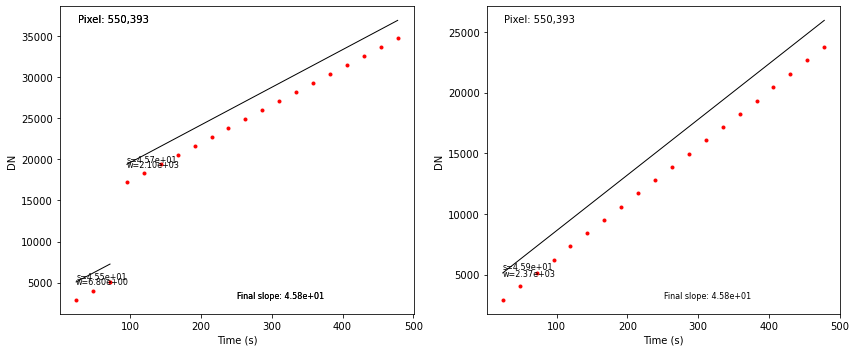 Pixel: 550,393
DN
35000
30000
25000
20000
15000
10000
5000
s=4.57e+01
w=2.10e+03
s=4.55e+01
w=6.80e+00
Final slope: 4.58e+01
100
200
300
400
500
Time (s)
Pixel: 550,393
DN
25000
20000
15000
10000
5000
s=4.59e+01
w=2.37e+03
Final slope: 4.58e+01
100
200
300
400
500
Time (s)